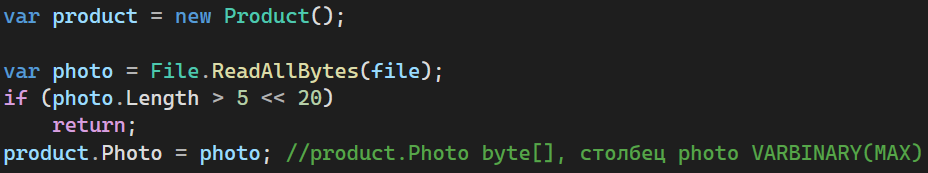 var product = new Product();
var photo = File.ReadAllBytes(file);
if (photo.Length > 5 << 20)
return;
product.Photo = photo; //product.Photo byte[], столбец photo VARBINARY(MAX)